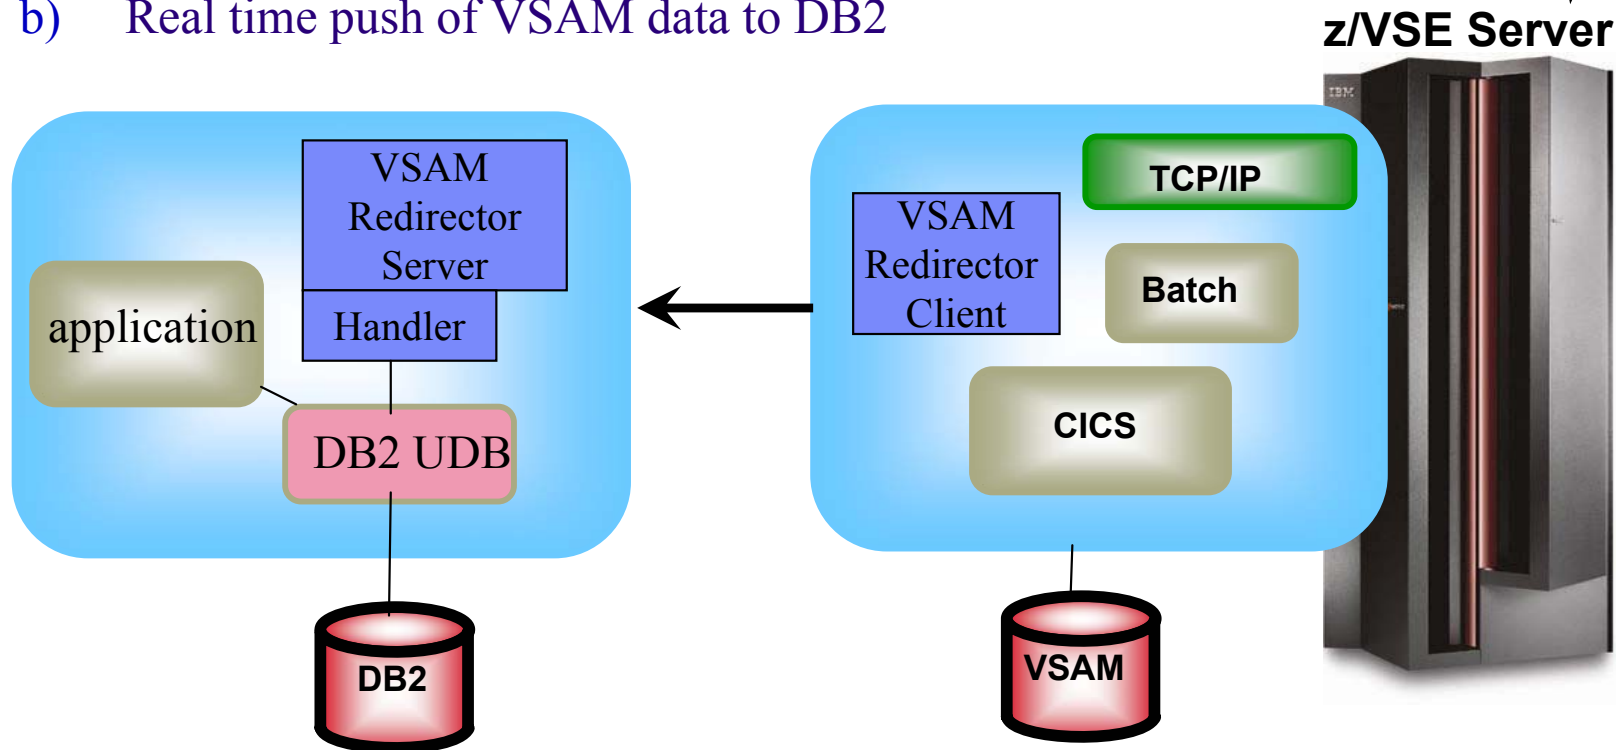 b) Real time push of VSAM data to DB2
z/VSE Server
IBM
VSAM
Redirector
Server
Handler
application
DB2 UDB
DB2
TCP/IP
VSAM
Redirector
Client
Batch
CICS
VSAM